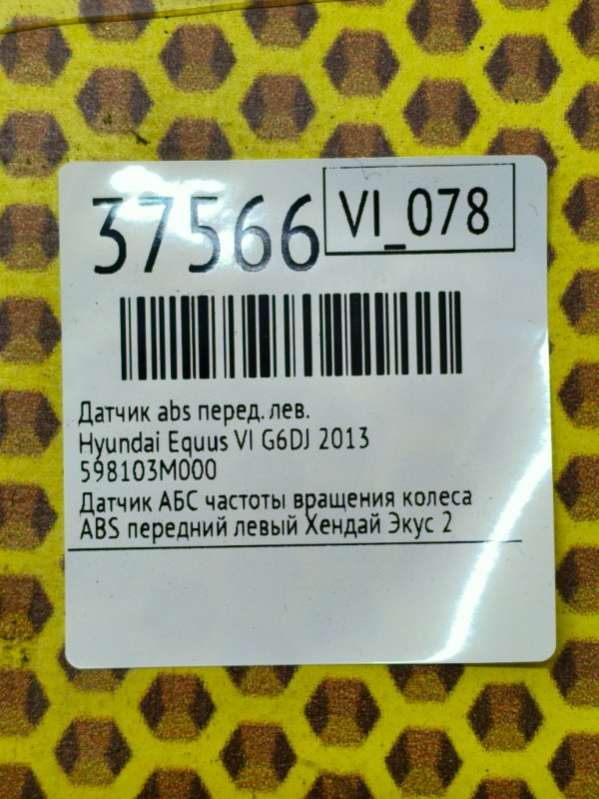 37566
VI_078
Датчик abs перед. лев.
Hyundai Equus VI G6DJ 2013
598103M000
Датчик АБС частоты вращения колеса
ABS передний левый Хендай Экус 2